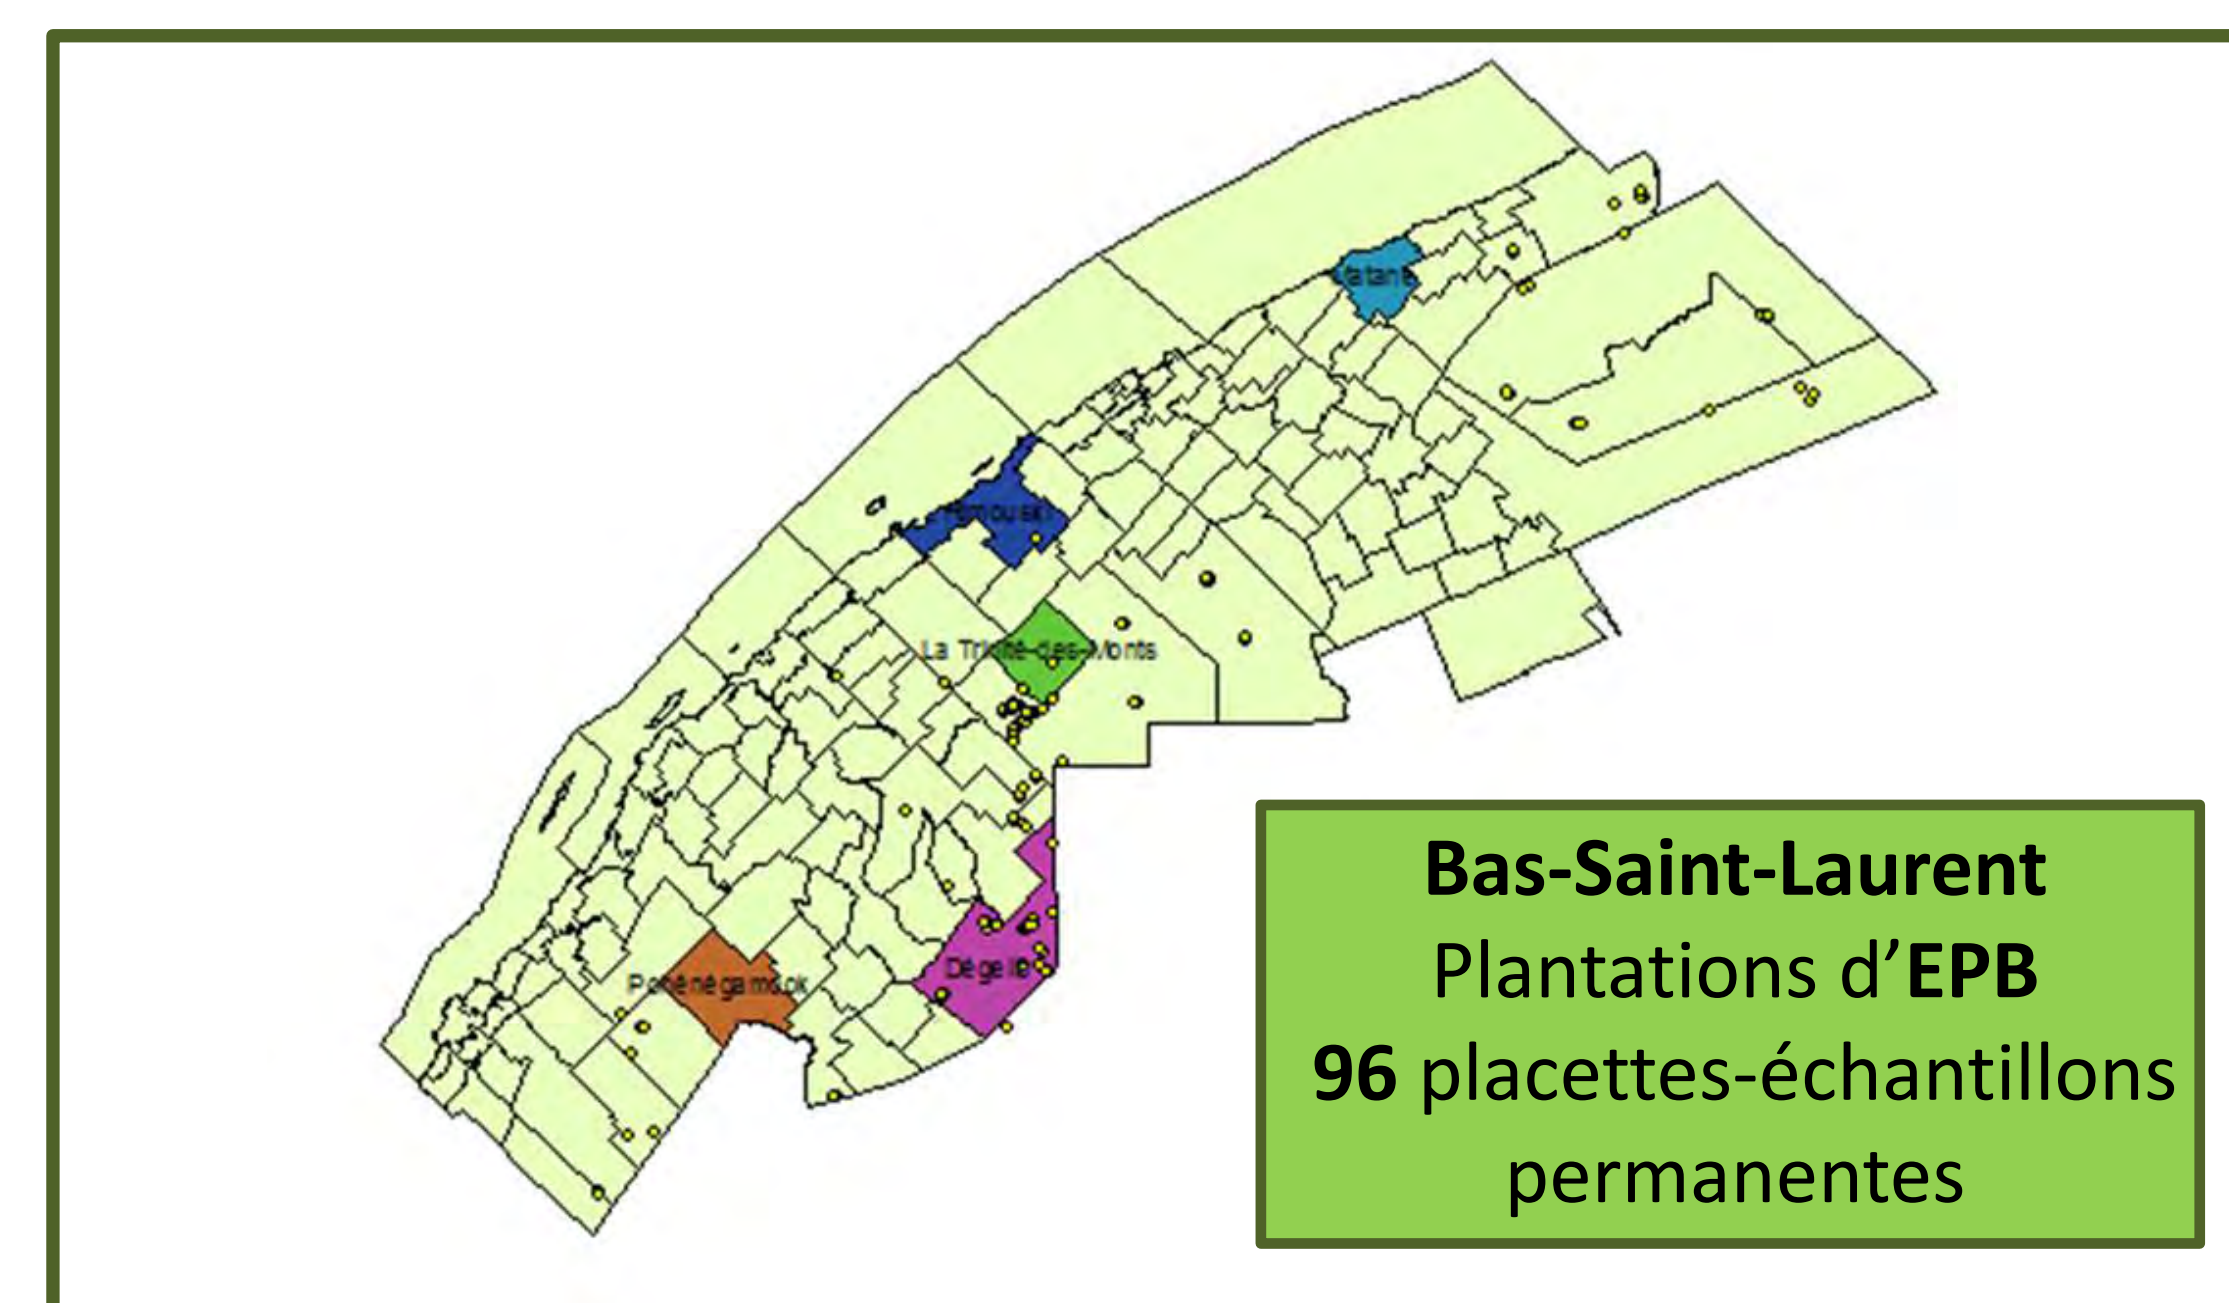 Matane
Rimouski
La Trinité-des-Monts
Dégelis
Pohénégamook
Bas-Saint-Laurent
Plantations d’EPB
96 placettes-échantillons
permanentes